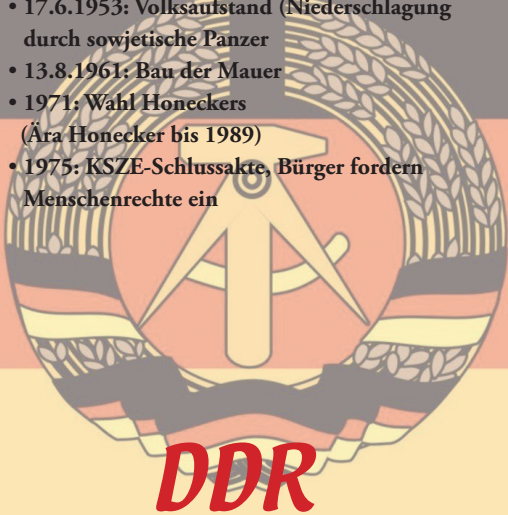 • 17.6.1953: Volksaufstand (Niederschlagung
durch sowjetische Panzer
• 13.8.1961: Bau der Mauer
• 1971: Wahl Honeckers
(Ära Honecker bis 1989)
• 1975: KSZE-Schlussakte, Bürger fordern
Menschenrechte ein
DDR